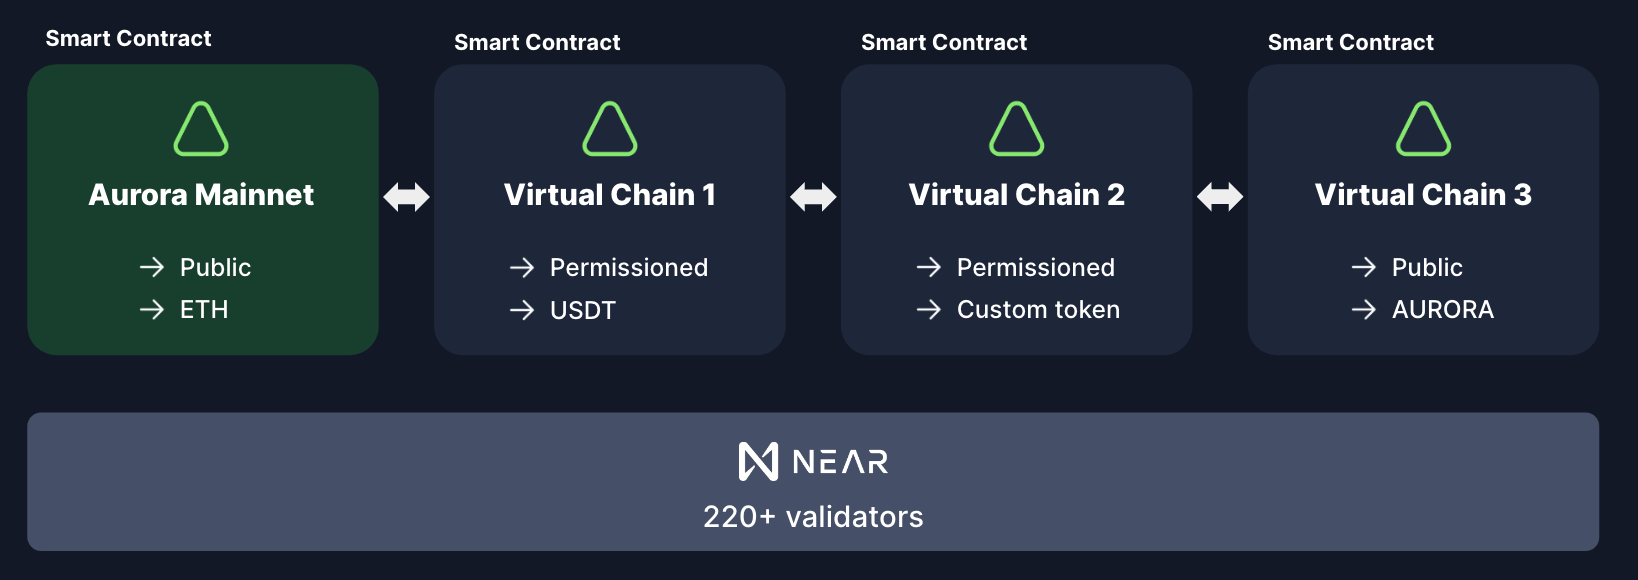 Smart Contract
Aurora Mainnet
→ Public
→ ETH
Smart Contract
Virtual Chain 1
→ Permissioned
→ USDT
Smart Contract
Virtual Chain 2
→ Permissioned
→ Custom token
Smart Contract
Virtual Chain 3
→ Public
→ AURORA
NEAR
220+ validators